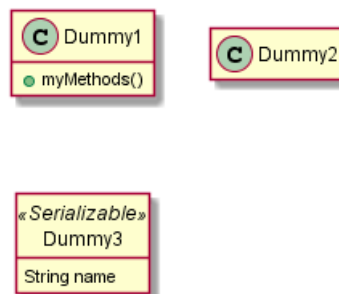 C Dummy1
myMethods()
C Dummy2
«Serializable»
Dummy3
String name